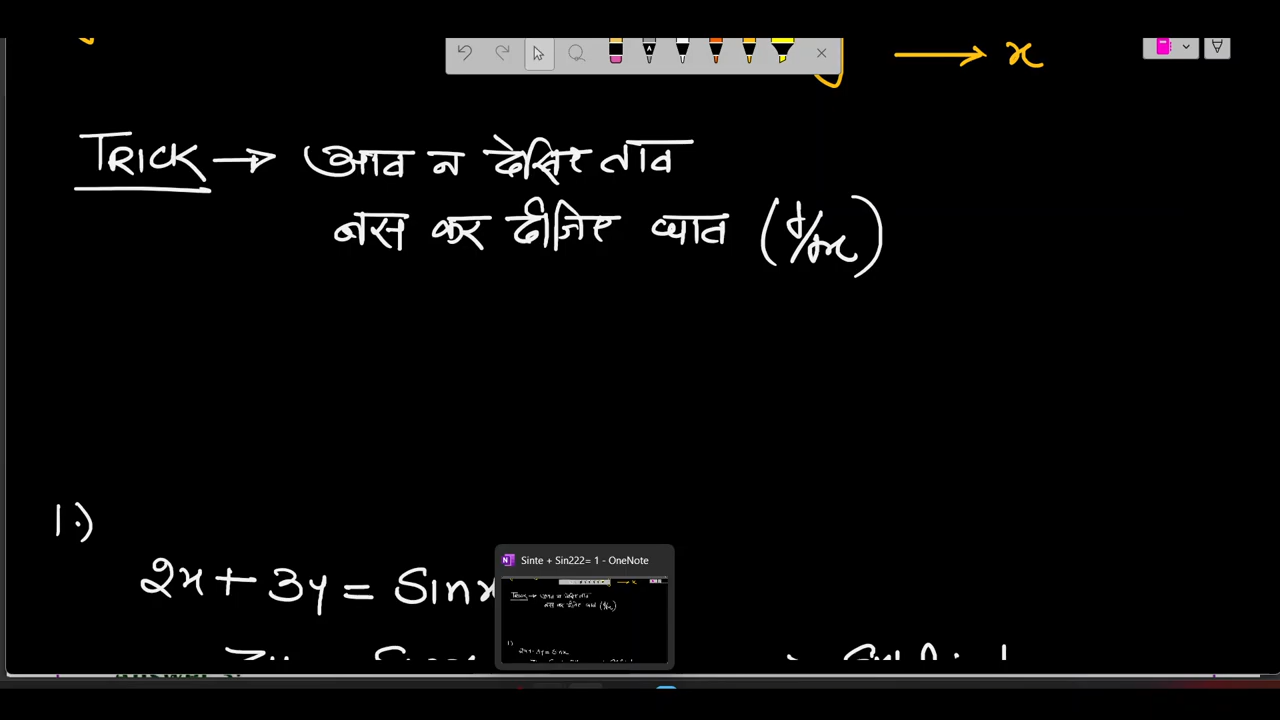 → x
TRICK → आव न देखिए ताव
बस कर दीजिए घाव (d/dx)
1.)
2x + 3y = Sinx
Sinte + Sin222= 1 - OneNote